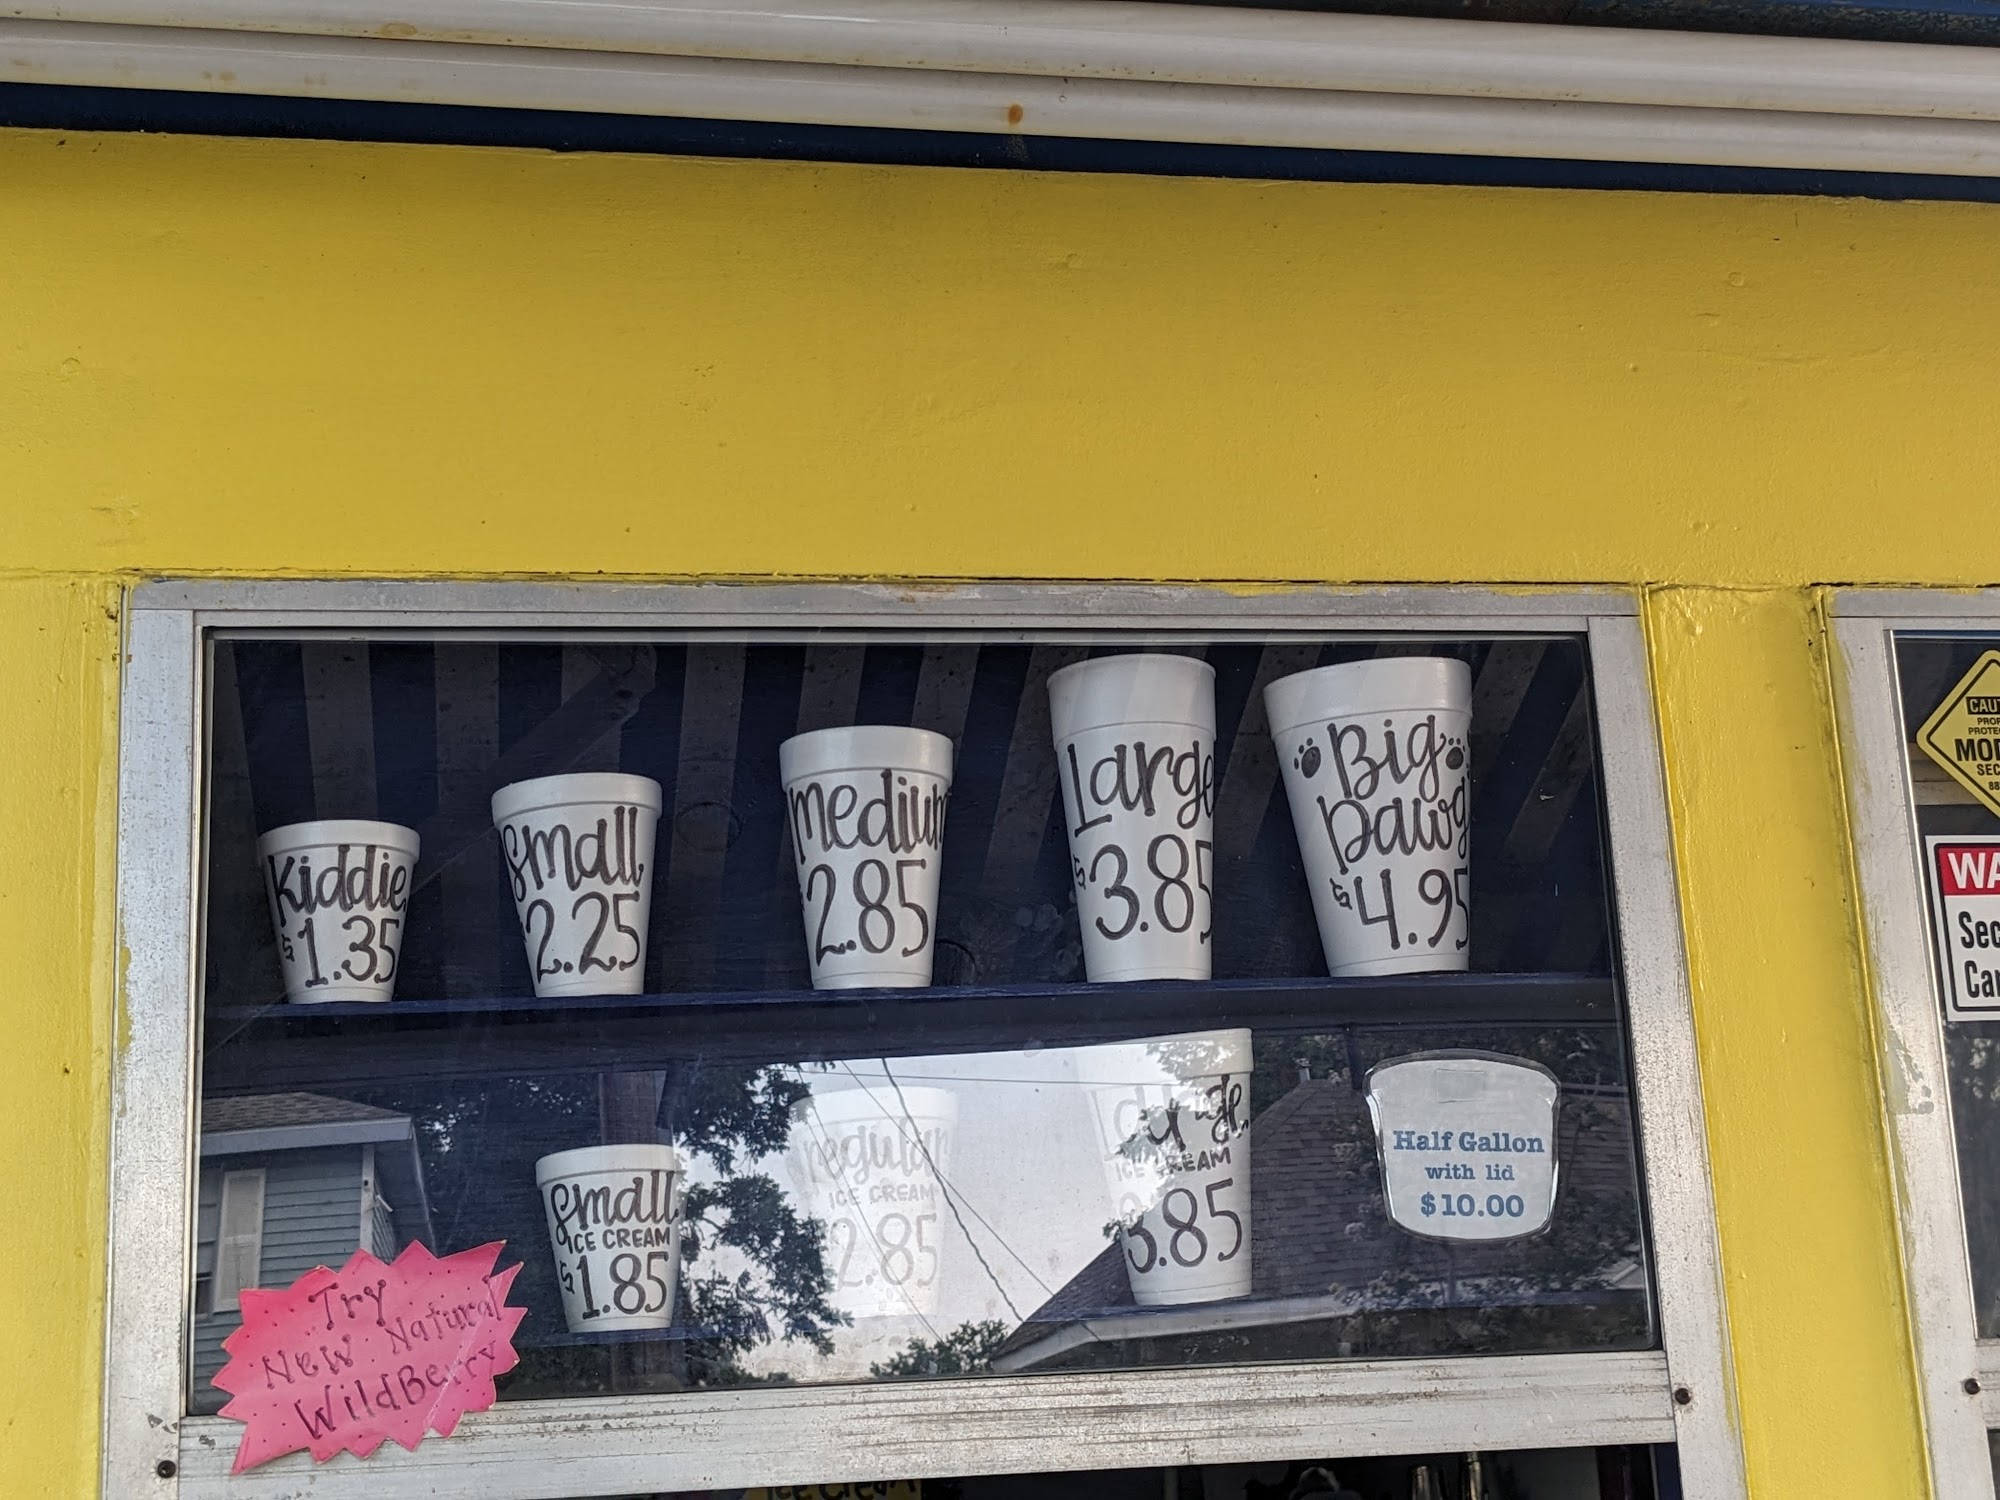 Kiddie
$1.35
Small
2.25
medium
2.85
Large
$3.85
Big
Dawg
$4.95
Small
ICE CREAM
$1.85
regular
ICE CREAM
2.85
ICE CREAM
3.85
Half Gallon
with lid
$10.00
Try
New Natural
WildBerry
ICE CREAM